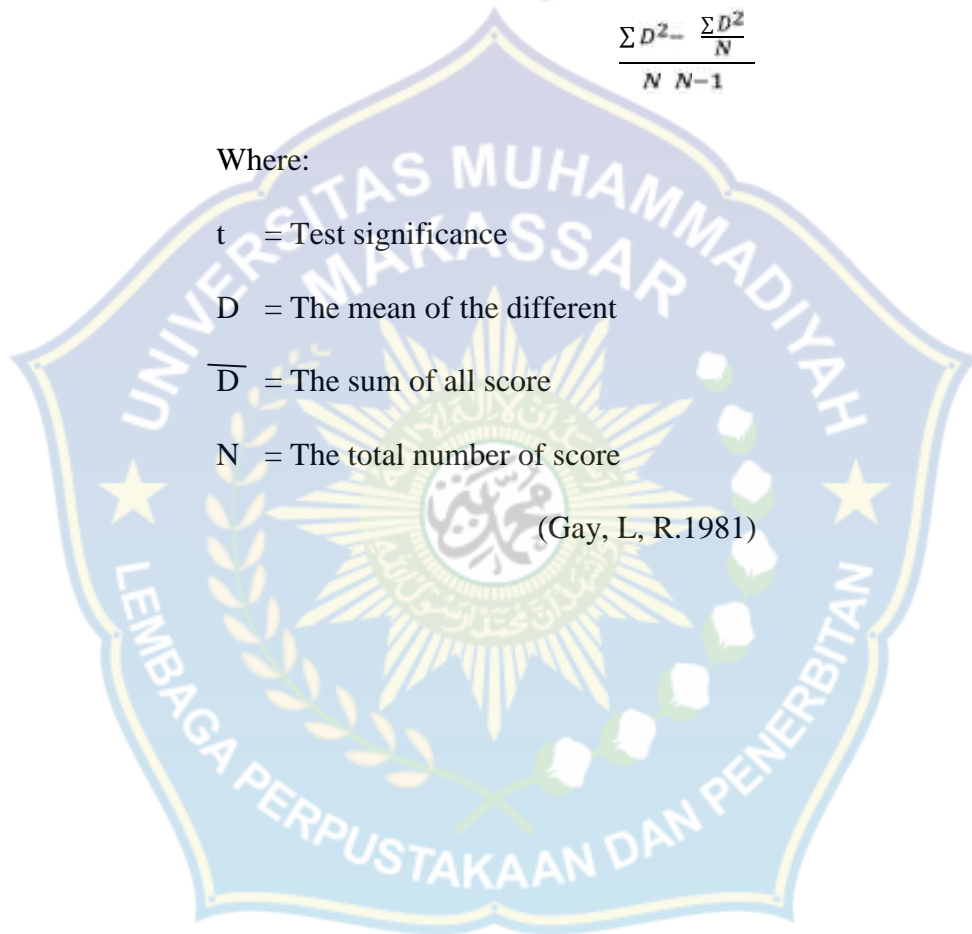 ∑ D² − ∑ D² / N
N N−1
Where:
t = Test significance
D = The mean of the different
D̅ = The sum of all score
N = The total number of score
(Gay, L, R.1981)
UNIVERSITAS MUHAMMADIYAH
MAKASSAR
LEMBAGA PERPUSTAKAAN DAN PENERBITAN